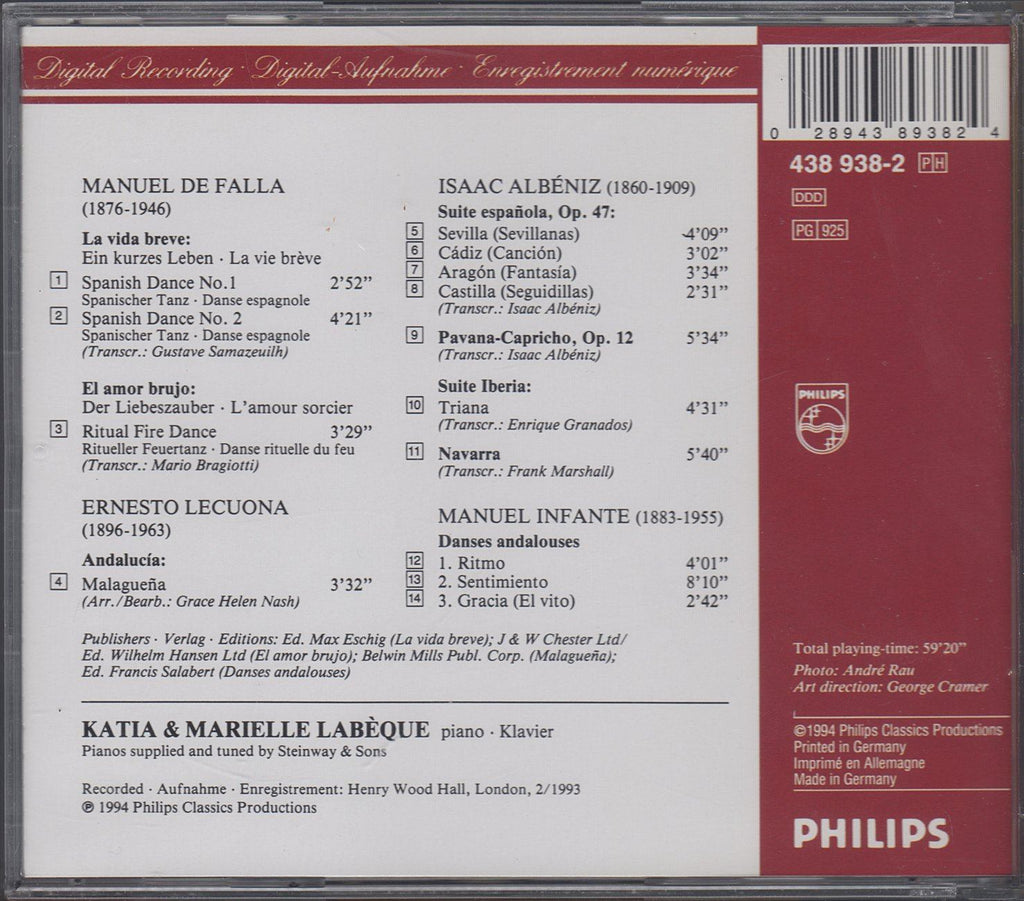 Digital Recording · Digital-Aufnahme · Enregistrement numérique
MANUEL DE FALLA
(1876-1946)
La vida breve:
Ein kurzes Leben · La vie brève
1 Spanish Dance No.1 2’52”
Spanischer Tanz · Danse espagnole
2 Spanish Dance No. 2 4’21”
Spanischer Tanz · Danse espagnole
(Transcr.: Gustave Samazeuilh)
El amor brujo:
Der Liebeszauber · L’amour sorcier
3 Ritual Fire Dance 3’29”
Ritueller Feuertanz · Danse rituelle du feu
(Transcr.: Mario Bragiotti)
ERNESTO LECUONA
(1896-1963)
Andalucía:
4 Malagueña 3’32”
(Arr./Bearb.: Grace Helen Nash)
ISAAC ALBÉNIZ (1860-1909)
Suite española, Op. 47:
5 Sevilla (Sevillanas) 4’09”
6 Cádiz (Canción) 3’02”
7 Aragón (Fantasía) 3’34”
8 Castilla (Seguidillas) 2’31”
(Transcr.: Isaac Albéniz)
9 Pavana-Capricho, Op. 12 5’34”
(Transcr.: Isaac Albéniz)
Suite Iberia:
10 Triana 4’31”
(Transcr.: Enrique Granados)
11 Navarra 5’40”
(Transcr.: Frank Marshall)
MANUEL INFANTE (1883-1955)
Danses andalouses
12 1. Ritmo 4’01”
13 2. Sentimiento 8’10”
14 3. Gracia (El vito) 2’42”
Publishers · Verlag · Editions: Ed. Max Eschig (La vida breve); J & W Chester Ltd/
Ed. Wilhelm Hansen Ltd (El amor brujo); Belwin Mills Publ. Corp. (Malagueña);
Ed. Francis Salabert (Danses andalouses)
KATIA & MARIELLE LABÈQUE piano · Klavier
Pianos supplied and tuned by Steinway & Sons
Recorded · Aufnahme · Enregistrement: Henry Wood Hall, London, 2/1993
℗ 1994 Philips Classics Productions
0 28943 89382 4
438 938-2 PH
DDD
PG 925
PHILIPS
Total playing-time: 59’20”
Photo: André Rau
Art direction: George Cramer
©1994 Philips Classics Productions
Printed in Germany
Imprimé en Allemagne
Made in Germany
PHILIPS